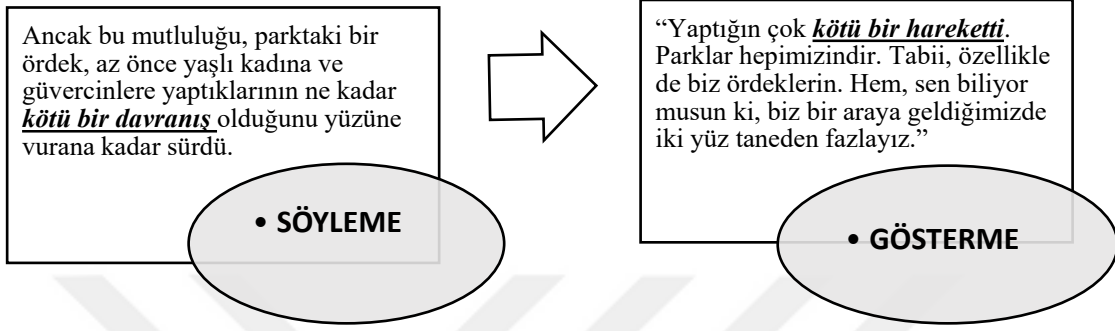 Ancak bu mutluluğu, parktaki bir
ördek, az önce yaşlı kadına ve
güvercinlere yaptıklarının ne kadar
kötü bir davranış olduğunu yüzüne
vurana kadar sürdü.
• SÖYLEME
“Yaptığın çok kötü bir hareketti.
Parklar hepimizindir. Tabii, özellikle
de biz ördeklerin. Hem, sen biliyor
musun ki, biz bir araya geldiğimizde
iki yüz taneden fazlayız.”
• GÖSTERME